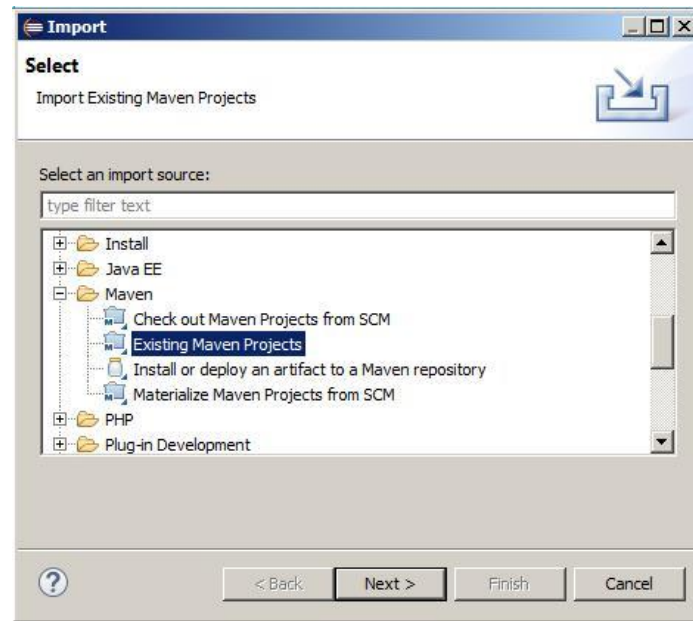 Import
Select
Import Existing Maven Projects
Select an import source:
type filter text
Install
Java EE
Maven
Check out Maven Projects from SCM
Existing Maven Projects
Install or deploy an artifact to a Maven repository
Materialize Maven Projects from SCM
PHP
Plug-in Development
?
< Back
Next >
Finish
Cancel